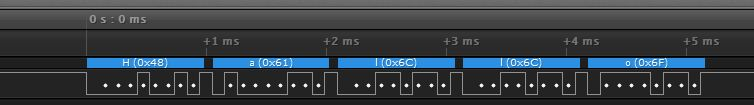 0 s : 0 ms
+1 ms +2 ms +3 ms +4 ms +5 ms
H (0x48) a (0x61) l (0x6C) l (0x6C) o (0x6F)